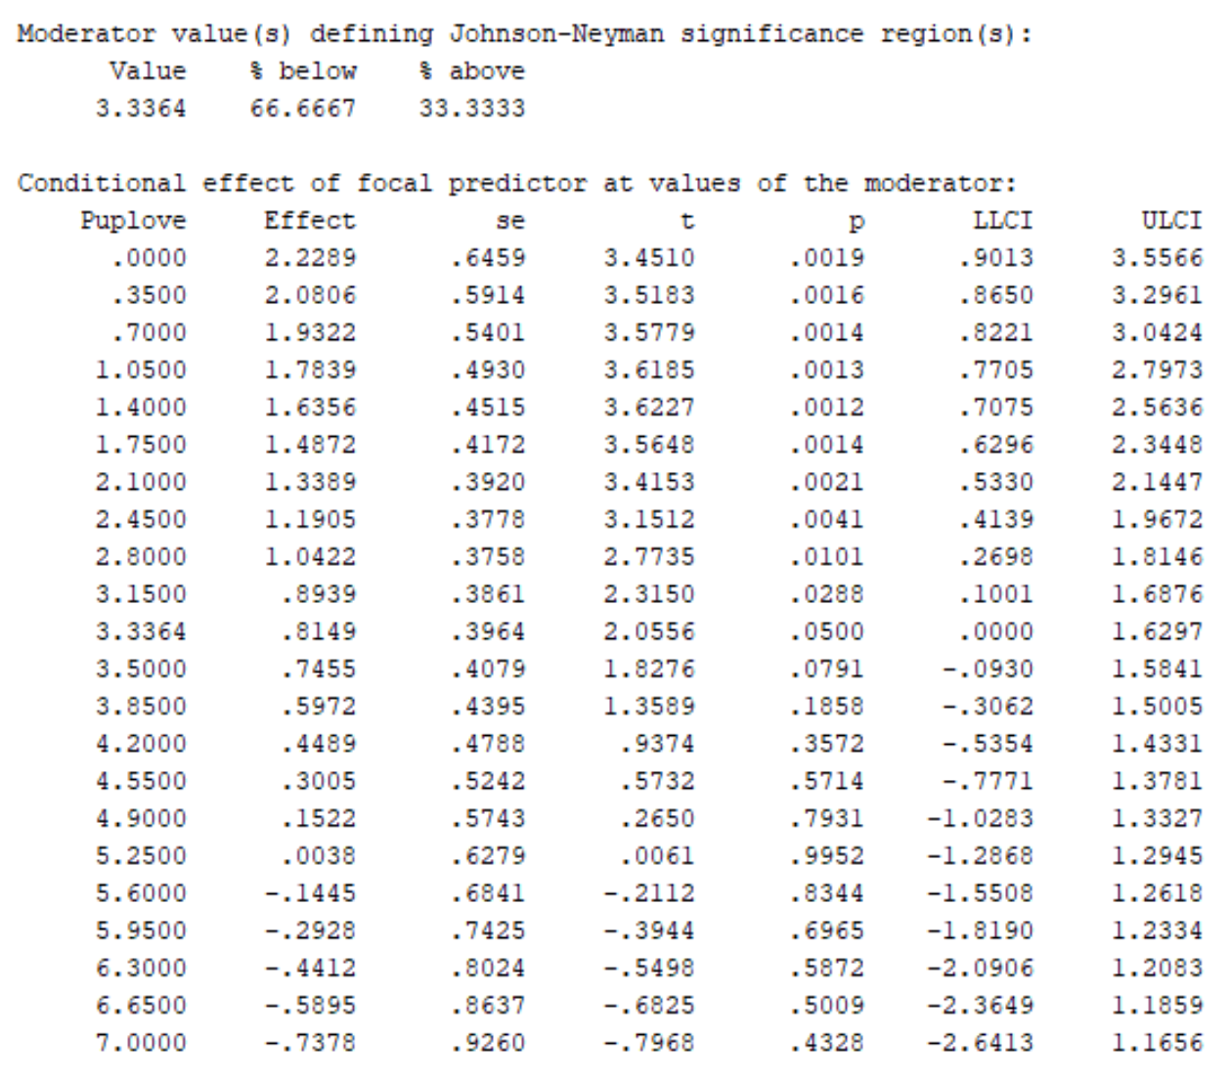 Moderator value(s) defining Johnson-Neyman significance region(s):
Value % below % above
3.3364 66.6667 33.3333
Conditional effect of focal predictor at values of the moderator:
Puplove Effect se t p LLCI ULCI
.0000 2.2289 .6459 3.4510 .0019 .9013 3.5566
.3500 2.0806 .5914 3.5183 .0016 .8650 3.2961
.7000 1.9322 .5401 3.5779 .0014 .8221 3.0424
1.0500 1.7839 .4930 3.6185 .0013 .7705 2.7973
1.4000 1.6356 .4515 3.6227 .0012 .7075 2.5636
1.7500 1.4872 .4172 3.5648 .0014 .6296 2.3448
2.1000 1.3389 .3920 3.4153 .0021 .5330 2.1447
2.4500 1.1905 .3778 3.1512 .0041 .4139 1.9672
2.8000 1.0422 .3758 2.7735 .0101 .2698 1.8146
3.1500 .8939 .3861 2.3150 .0288 .1001 1.6876
3.3364 .8149 .3964 2.0556 .0500 .0000 1.6297
3.5000 .7455 .4079 1.8276 .0791 -.0930 1.5841
3.8500 .5972 .4395 1.3589 .1858 -.3062 1.5005
4.2000 .4489 .4788 .9374 .3572 -.5354 1.4331
4.5500 .3005 .5242 .5732 .5714 -.7771 1.3781
4.9000 .1522 .5743 .2650 .7931 -1.0283 1.3327
5.2500 .0038 .6279 .0061 .9952 -1.2868 1.2945
5.6000 -.1445 .6841 -.2112 .8344 -1.5508 1.2618
5.9500 -.2928 .7425 -.3944 .6965 -1.8190 1.2334
6.3000 -.4412 .8024 -.5498 .5872 -2.0906 1.2083
6.6500 -.5895 .8637 -.6825 .5009 -2.3649 1.1859
7.0000 -.7378 .9260 -.7968 .4328 -2.6413 1.1656